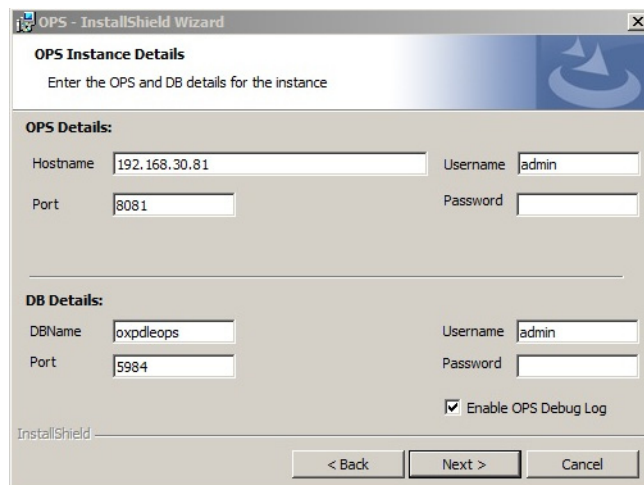 OPS - InstallShield Wizard
OPS Instance Details
Enter the OPS and DB details for the instance
OPS Details:
Hostname 192.168.30.81 Username admin
Port 8081 Password
DB Details:
DBName oxpdleops Username admin
Port 5984 Password
Enable OPS Debug Log
InstallShield
< Back Next > Cancel